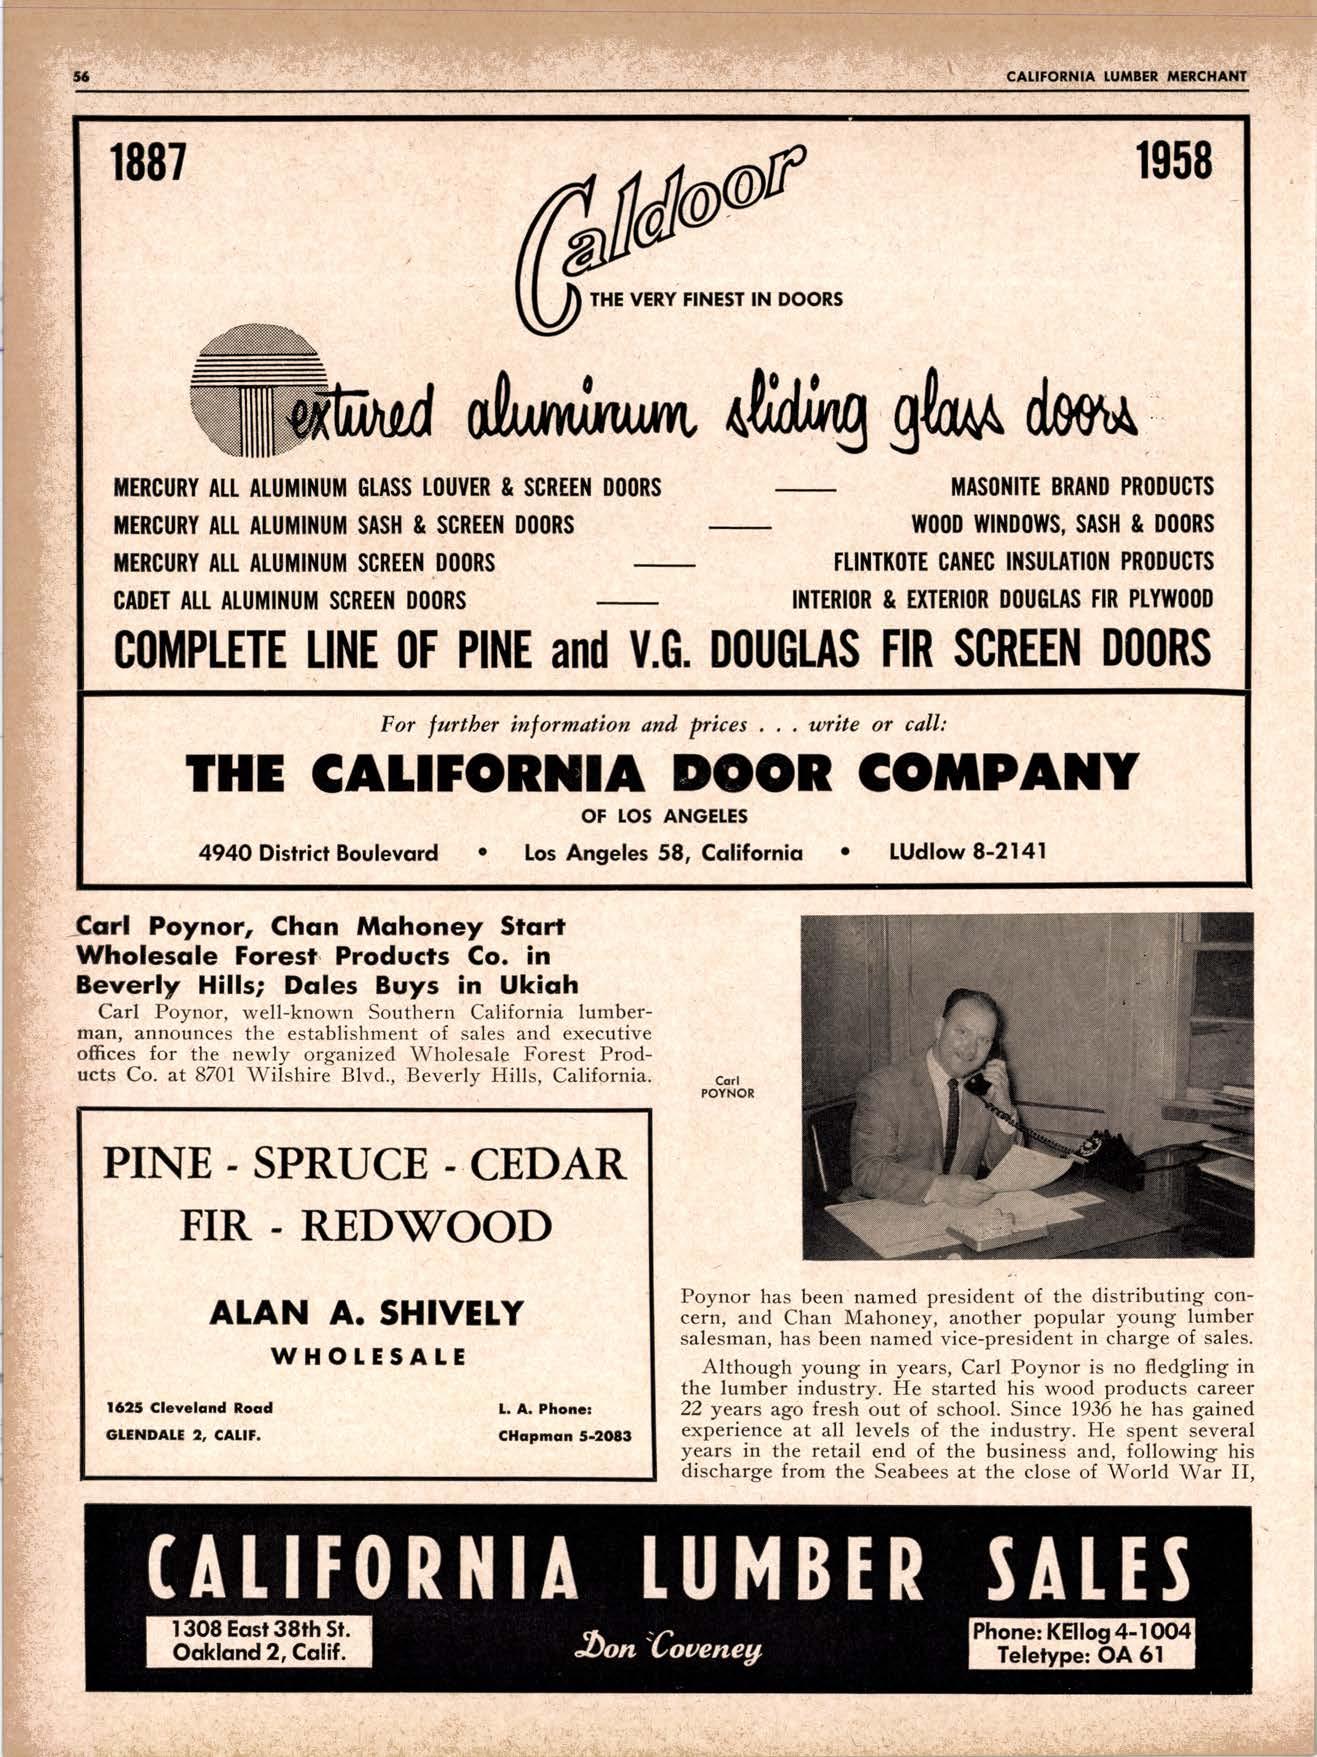 56
CALIFORNIA LUMBER MERCHANT
1887
1958
Caldoor
THE VERY FINEST IN DOORS
Textured aluminum sliding glass doors
MERCURY ALL ALUMINUM GLASS LOUVER & SCREEN DOORS — MASONITE BRAND PRODUCTS
MERCURY ALL ALUMINUM SASH & SCREEN DOORS — WOOD WINDOWS, SASH & DOORS
MERCURY ALL ALUMINUM SCREEN DOORS — FLINTKOTE CANEC INSULATION PRODUCTS
CADET ALL ALUMINUM SCREEN DOORS — INTERIOR & EXTERIOR DOUGLAS FIR PLYWOOD
COMPLETE LINE OF PINE and V.G. DOUGLAS FIR SCREEN DOORS
For further information and prices . . . write or call:
THE CALIFORNIA DOOR COMPANY
OF LOS ANGELES
4940 District Boulevard • Los Angeles 58, California • LUdlow 8-2141
Carl Poynor, Chan Mahoney Start
Wholesale Forest Products Co. in
Beverly Hills; Dales Buys in Ukiah
Carl Poynor, well-known Southern California lumber-
man, announces the establishment of sales and executive
offices for the newly organized Wholesale Forest Prod-
ucts Co. at 8701 Wilshire Blvd., Beverly Hills, California.
Carl
POYNOR
PINE - SPRUCE - CEDAR
FIR - REDWOOD
ALAN A. SHIVELY
WHOLESALE
1625 Cleveland Road
GLENDALE 2, CALIF.
L. A. Phone:
CHapman 5-2083
Poynor has been named president of the distributing con-
cern, and Chan Mahoney, another popular young lumber
salesman, has been named vice-president in charge of sales.
Although young in years, Carl Poynor is no fledgling in
the lumber industry. He started his wood products career
22 years ago fresh out of school. Since 1936 he has gained
experience at all levels of the industry. He spent several
years in the retail end of the business and, following his
discharge from the Seabees at the close of World War II,
CALIFORNIA LUMBER SALES
1308 East 38th St.
Oakland 2, Calif.
Don Coveney
Phone: KEllog 4-1004
Teletype: OA 61